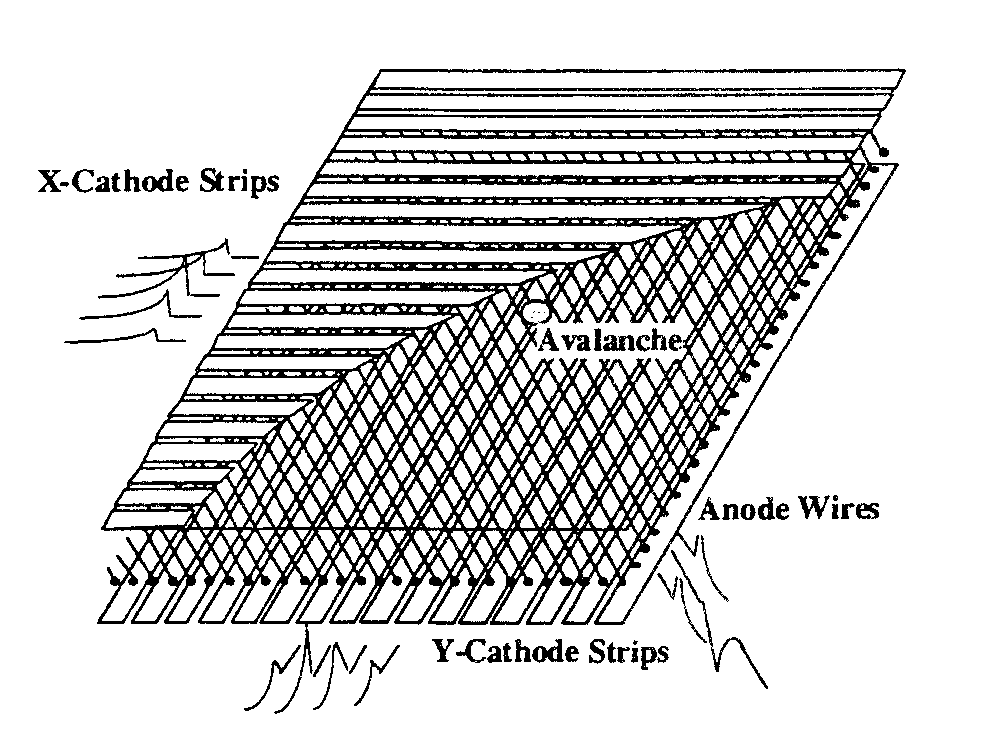 X-Cathode Strips
Avalanche
Anode Wires
Y-Cathode Strips